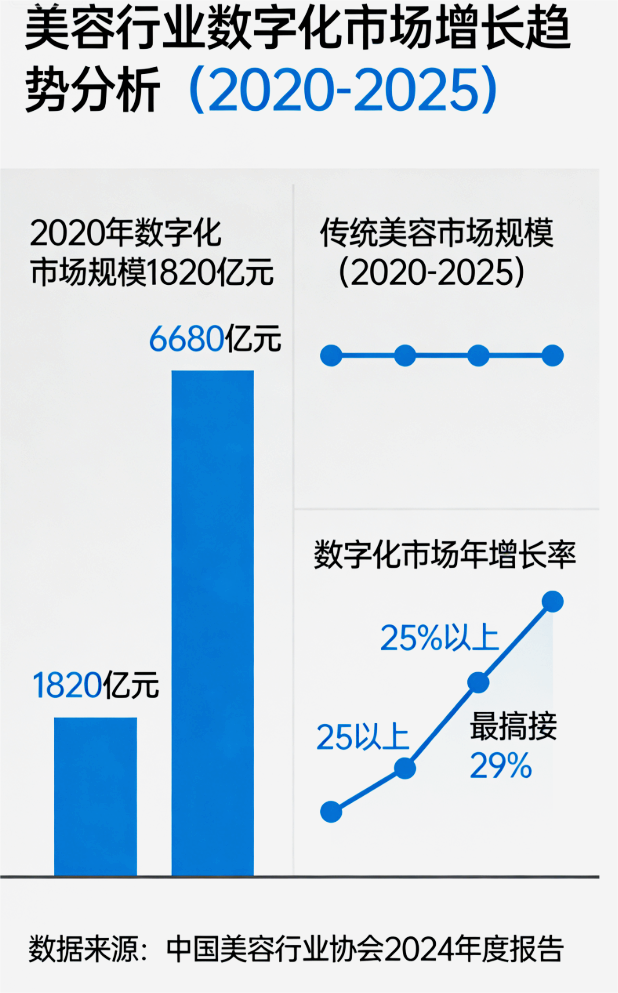 美容行业数字化市场增长趋
势分析（2020-2025）
2020年数字化
市场规模1820亿元
6680亿元
1820亿元
传统美容市场规模
（2020-2025）
数字化市场年增长率
25%以上
25以上
最搞接
29%
数据来源：中国美容行业协会2024年度报告